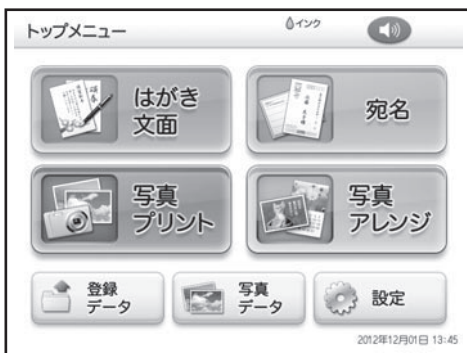 トップメニュー
インク
はがき
文面
宛名
写真
プリント
写真
アレンジ
登録
データ
写真
データ
設定
2012年12月01日 13:45